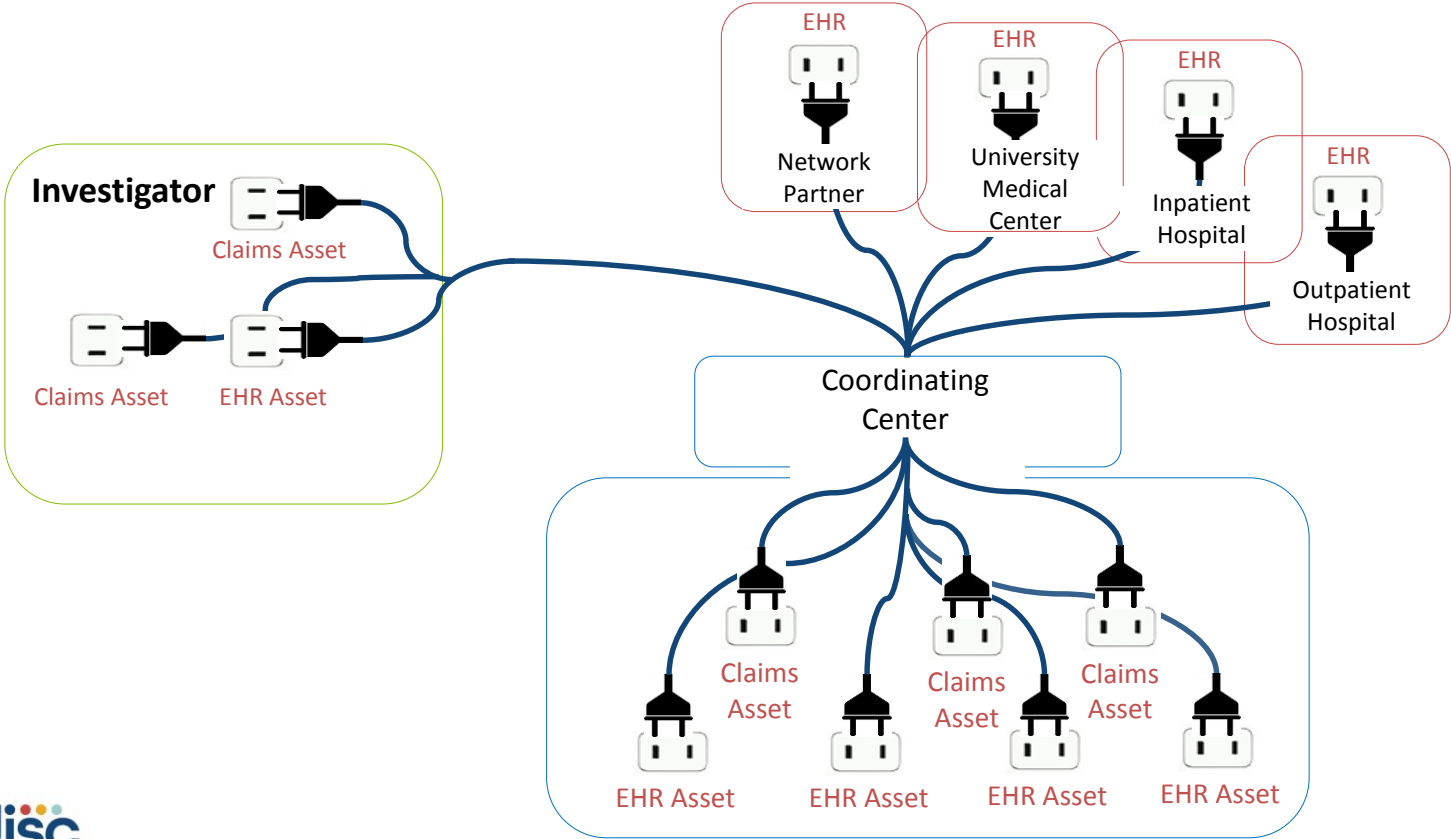 EHR
EHR
EHR
EHR
Network
Partner
University
Medical
Center
Inpatient
Hospital
Outpatient
Hospital
Investigator
Claims Asset
Claims Asset
EHR Asset
Coordinating
Center
Claims
Asset
Claims
Asset
Claims
Asset
EHR Asset
EHR Asset
EHR Asset
EHR Asset